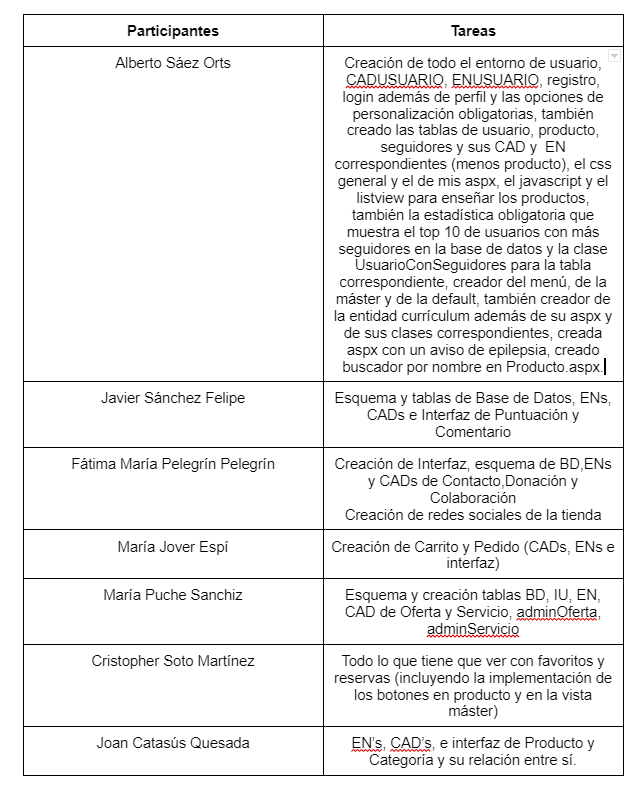 Participantes
Tareas
Alberto Sáez Orts
Creación de todo el entorno de usuario,
CADUSUARIO, ENUSUARIO, registro,
login además de perfil y las opciones de
personalización obligatorias, también
creado las tablas de usuario, producto,
seguidores y sus CAD y  EN
correspondientes (menos producto), el css
general y el de mis aspx, el javascript y el
listview para enseñar los productos,
también la estadística obligatoria que
muestra el top 10 de usuarios con más
seguidores en la base de datos y la clase
UsuarioConSeguidores para la tabla
correspondiente, creador del menú, de la
máster y de la default, también creador de
la entidad currículum además de su aspx y
de sus clases correspondientes, creada
aspx con un aviso de epilepsia, creado
buscador por nombre en Producto.aspx.
Javier Sánchez Felipe
Esquema y tablas de Base de Datos, ENs,
CADs e Interfaz de Puntuación y
Comentario
Fátima María Pelegrín Pelegrín
Creación de Interfaz, esquema de BD,ENs
y CADs de Contacto,Donación y
Colaboración
Creación de redes sociales de la tienda
María Jover Espí
Creación de Carrito y Pedido (CADs, ENs e
interfaz)
María Puche Sanchiz
Esquema y creación tablas BD, IU, EN,
CAD de Oferta y Servicio, adminOferta,
adminServicio
Cristopher Soto Martínez
Todo lo que tiene que ver con favoritos y
reservas (incluyendo la implementación de
los botones en producto y en la vista
máster)
Joan Catasús Quesada
EN's, CAD's, e interfaz de Producto y
Categoría y su relación entre sí.